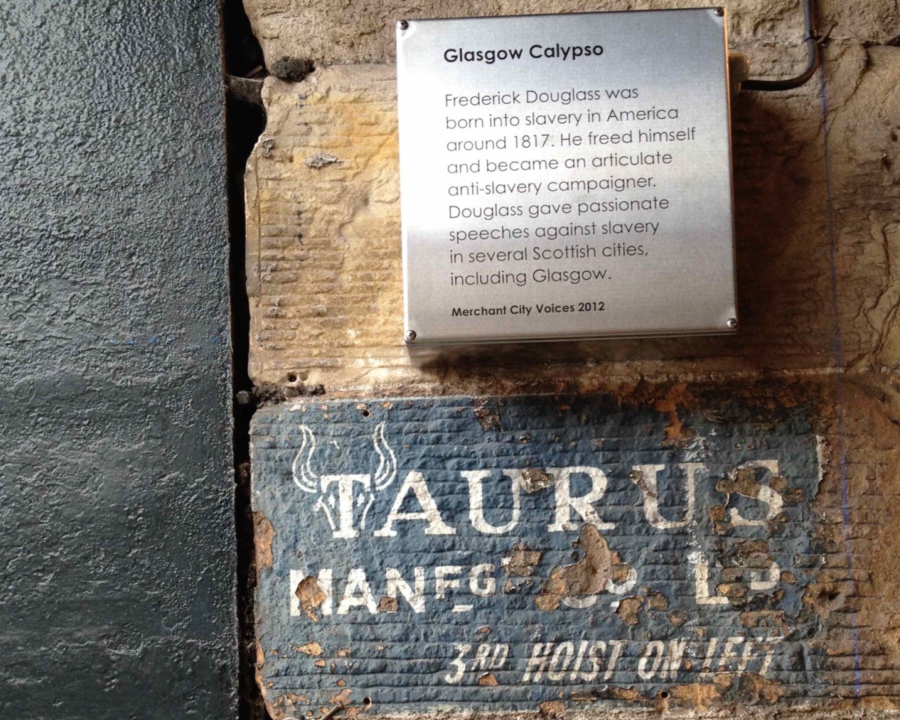 Glasgow Calypso
Frederick Douglass was
born into slavery in America
around 1817. He freed himself
and became an articulate
anti-slavery campaigner.
Douglass gave passionate
speeches against slavery
in several Scottish cities,
including Glasgow.
Merchant City Voices 2012
TAURUS
MANFG CO LD
3RD HOIST ON LEFT